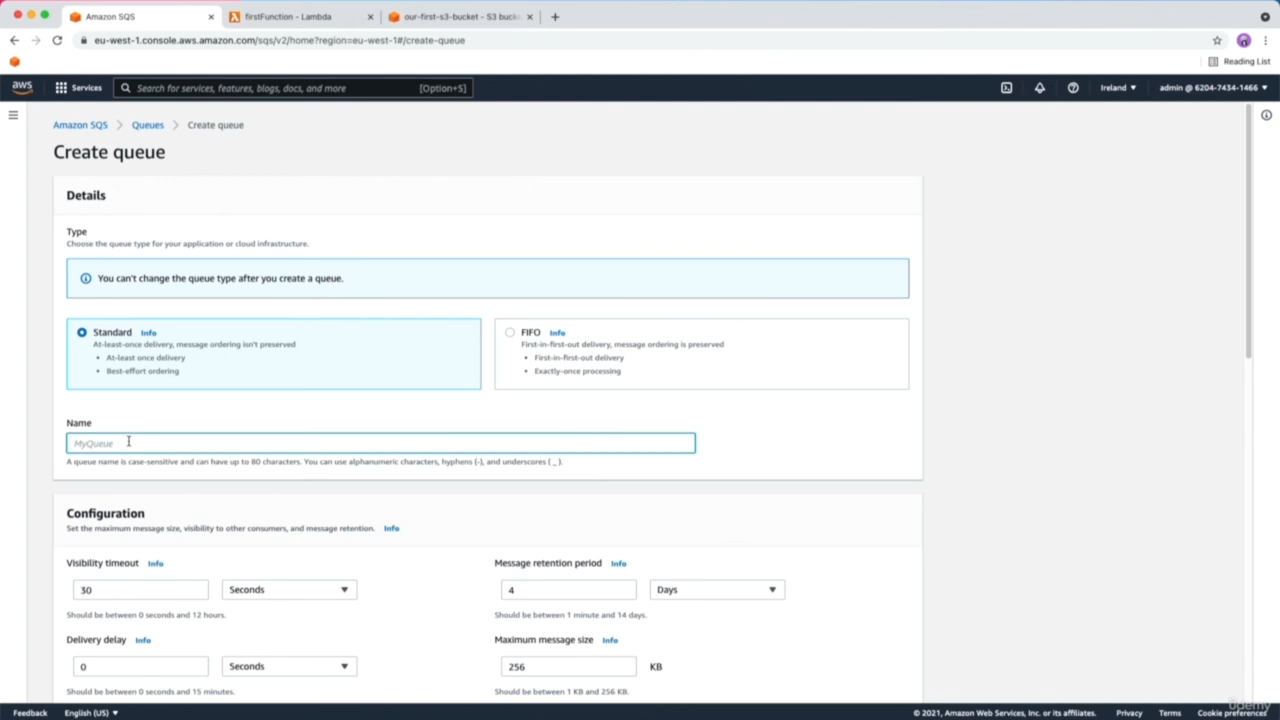 Amazon SQS
firstFunction - Lambda
our-first-s3-bucket - S3 bucke
eu-west-1.console.aws.amazon.com/sqs/v2/home?region=eu-west-1#/create-queue
Reading List
aws
Services
Search for services, features, blogs, docs, and more
[Option+S]
Ireland ▼
admin @ 6204-7434-1466 ▼
Amazon SQS > Queues > Create queue
Create queue
Details
Type
Choose the queue type for your application or cloud infrastructure.
You can't change the queue type after you create a queue.
Standard Info
At-least-once delivery, message ordering isn't preserved
• At-least once delivery
• Best-effort ordering
FIFO Info
First-in-first-out delivery, message ordering is preserved
• First-in-first-out delivery
• Exactly-once processing
Name
MyQueue
A queue name is case-sensitive and can have up to 80 characters. You can use alphanumeric characters, hyphens (-), and underscores ( _ ).
Configuration
Set the maximum message size, visibility to other consumers, and message retention. Info
Visibility timeout Info
30 Seconds
Should be between 0 seconds and 12 hours.
Message retention period Info
4 Days
Should be between 1 minute and 14 days.
Delivery delay Info
0 Seconds
Should be between 0 seconds and 15 minutes.
Maximum message size Info
256 KB
Should be between 1 KB and 256 KB.
Feedback
English (US) ▼
© 2021, Amazon Web Services, Inc. or its affiliates.
Privacy
Terms
Cookie preferences
udemy